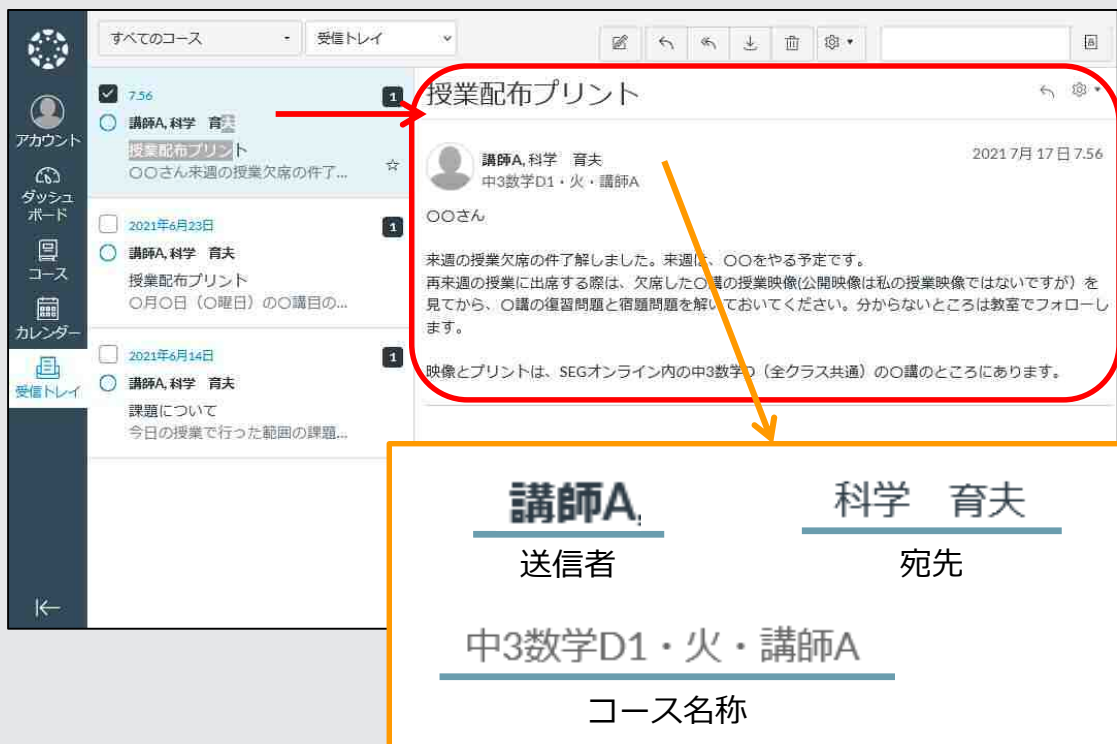 すべてのコース
受信トレイ
アカウント
ダッシュ
ボード
コース
カレンダー
受信トレイ
7.56
1
講師A, 科学　育夫
授業配布プリント
〇〇さん来週の授業欠席の件了...
2021年6月23日
1
講師A, 科学　育夫
授業配布プリント
〇月〇日（〇曜日）の〇講目の...
2021年6月14日
1
講師A, 科学　育夫
課題について
今日の授業で行った範囲の課題...
授業配布プリント
講師A, 科学　育夫
2021 7月 17日 7.56
中3数学D1・火・講師A
〇〇さん
来週の授業欠席の件了解しました。来週は、〇〇をやる予定です。
再来週の授業に出席する際は、欠席した〇講の授業映像(公開映像は私の授業映像ではないですが）を
見てから、〇講の復習問題と宿題問題を解いておいてください。分からないところは教室でフォローし
ます。
映像とプリントは、SEGオンライン内の中3数学D（全クラス共通）の〇講のところにあります。
講師A,
科学　育夫
送信者
宛先
中3数学D1・火・講師A
コース名称